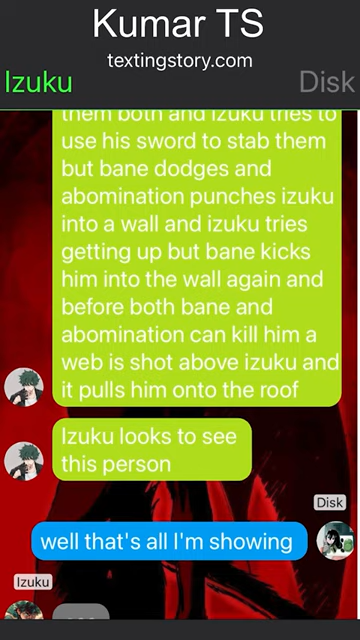 Kumar TS
textingstory.com
Izuku
Disk
them both and izuku tries to
use his sword to stab them
but bane dodges and
abomination punches izuku
into a wall and izuku tries
getting up but bane kicks
him into the wall again and
before both bane and
abomination can kill him a
web is shot above izuku and
it pulls him onto the roof
Izuku looks to see
this person
Disk
well that's all I'm showing
Izuku